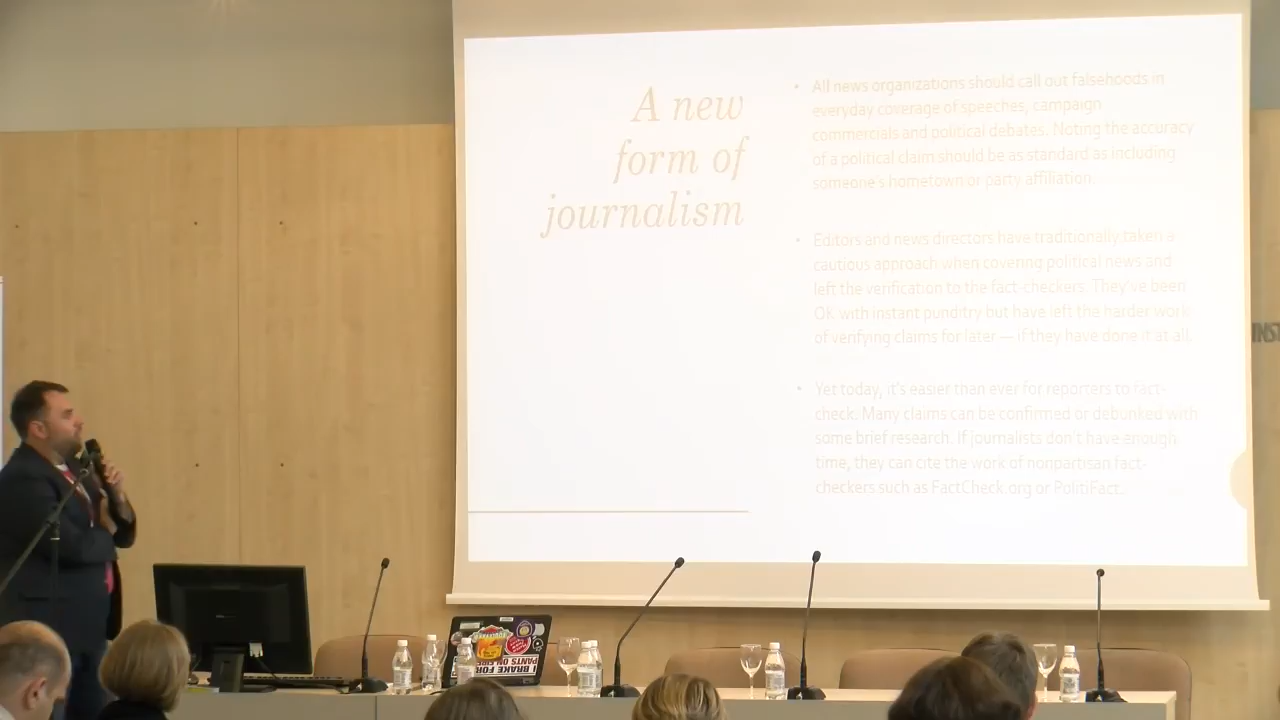 A new
form of
journalism
• All news organizations should call out falsehoods in
everyday coverage of speeches, campaign
commercials and political debates. Noting the accuracy
of a political claim should be as standard as including
someone's hometown or party affiliation.
• Editors and news directors have traditionally taken a
cautious approach when covering political news and
left the verification to the fact-checkers. They've been
OK with instant punditry but have left the harder work
of verifying claims for later — if they have done it at all.
• Yet today, it's easier than ever for reporters to fact-
check. Many claims can be confirmed or debunked with
some brief research. If journalists don't have enough
time, they can cite the work of nonpartisan fact-
checkers such as FactCheck.org or PolitiFact.
INST
BRAKE FOR
PANTS ON